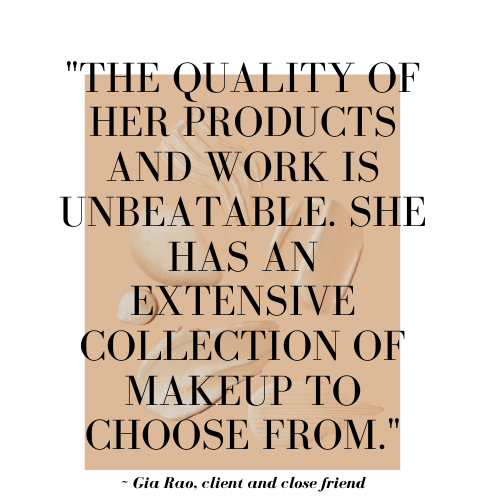 "THE QUALITY OF
HER PRODUCTS
AND WORK IS
UNBEATABLE. SHE
HAS AN
EXTENSIVE
COLLECTION OF
MAKEUP TO
CHOOSE FROM."
~ Gia Rao, client and close friend